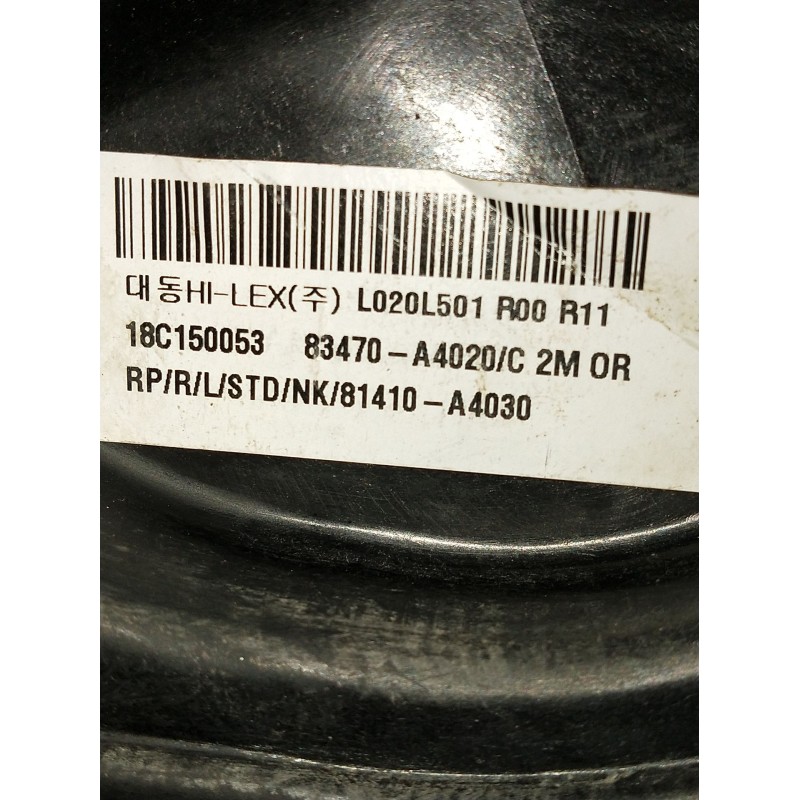 대동HI-LEX(주) L020L501 R00 R11
18C150053 83470-A4020/C 2M OR
RP/R/L/STD/NK/81410-A4030